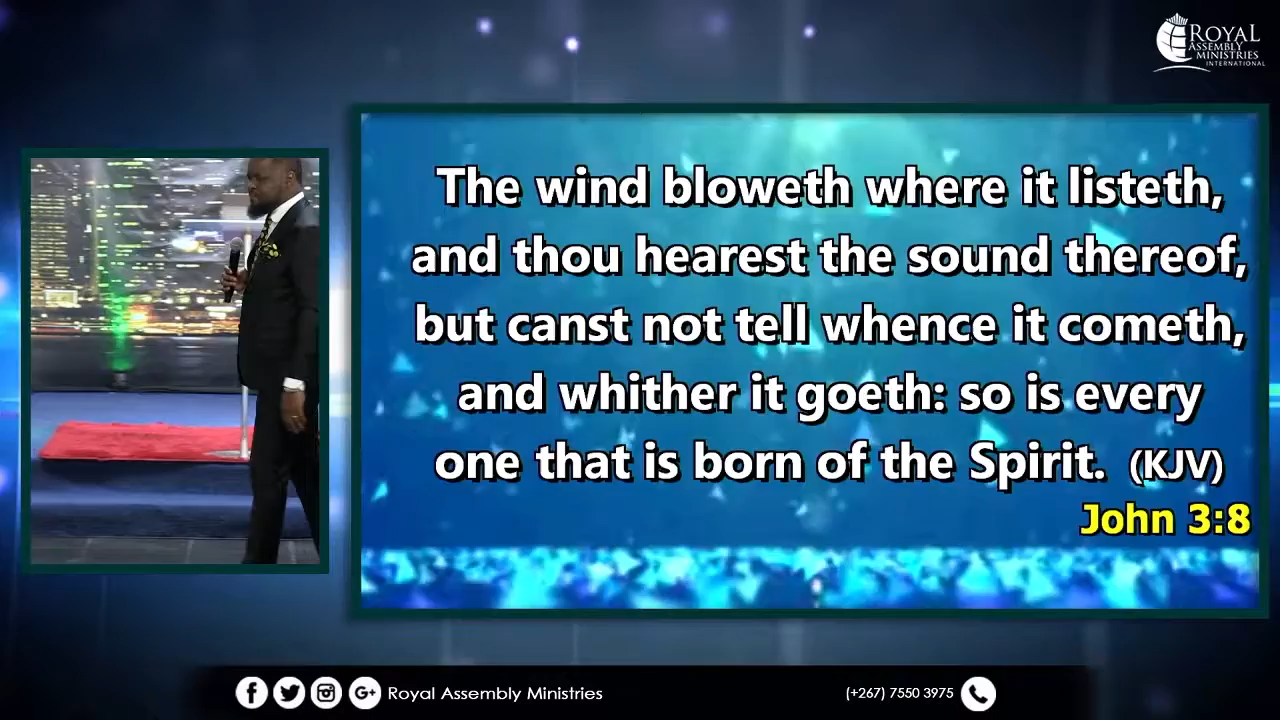 ROYAL
ASSEMBLY
MINISTRIES
INTERNATIONAL
The wind bloweth where it listeth,
and thou hearest the sound thereof,
but canst not tell whence it cometh,
and whither it goeth: so is every
one that is born of the Spirit. (KJV)
John 3:8
Royal Assembly Ministries
(+267) 7550 3975